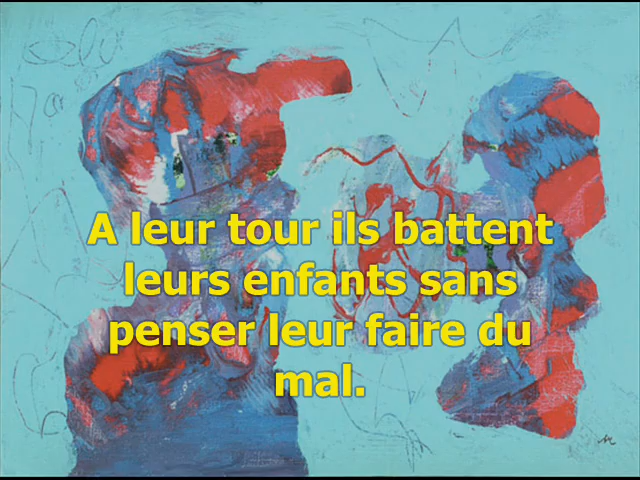 A leur tour ils battent
leurs enfants sans
penser leur faire du
mal.